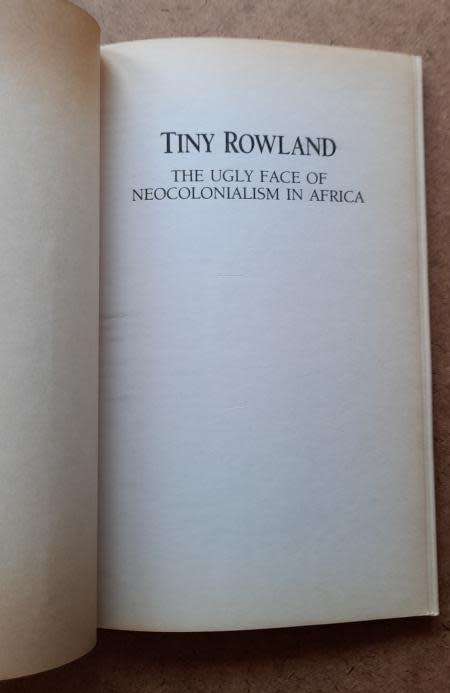 TINY ROWLAND
THE UGLY FACE OF
NEOCOLONIALISM IN AFRICA